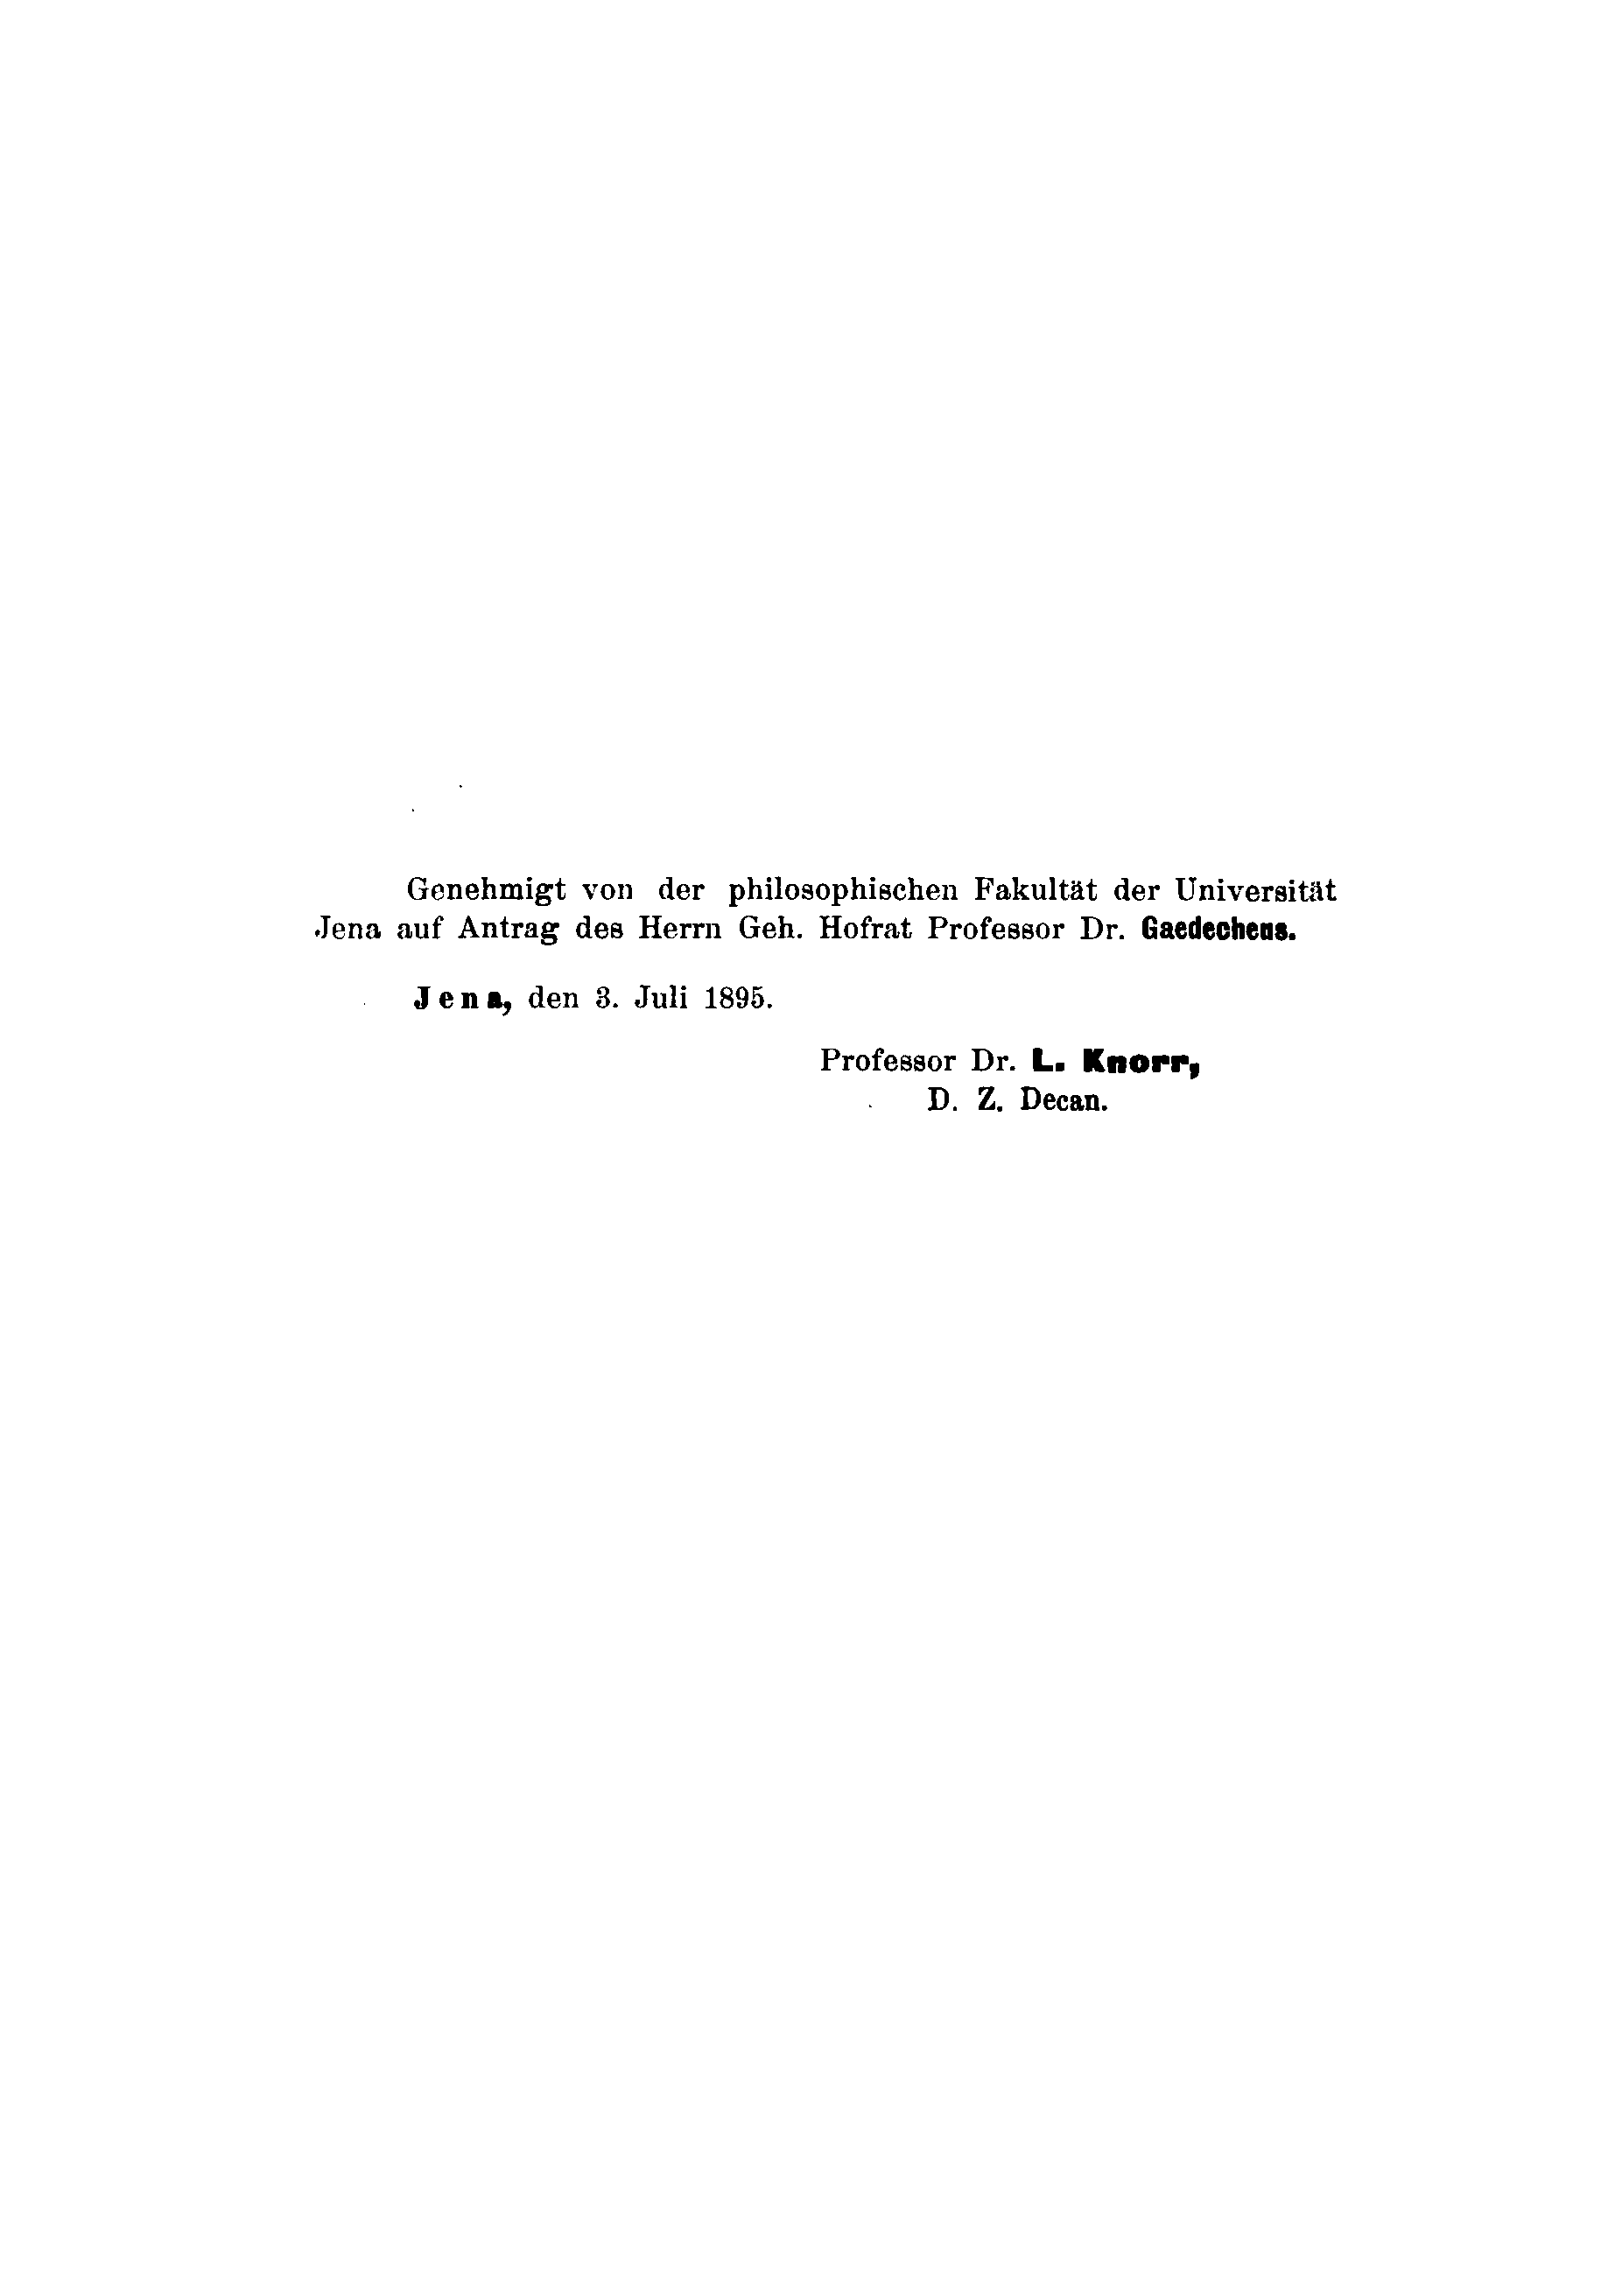 Genehmigt von der philosophischen Fakultät der Universität
Jena auf Antrag des Herrn Geh. Hofrat Professor Dr. Gaedechens.
Jena, den 3. Juli 1895.
Professor Dr. L. Knorr,
D. Z. Decan.